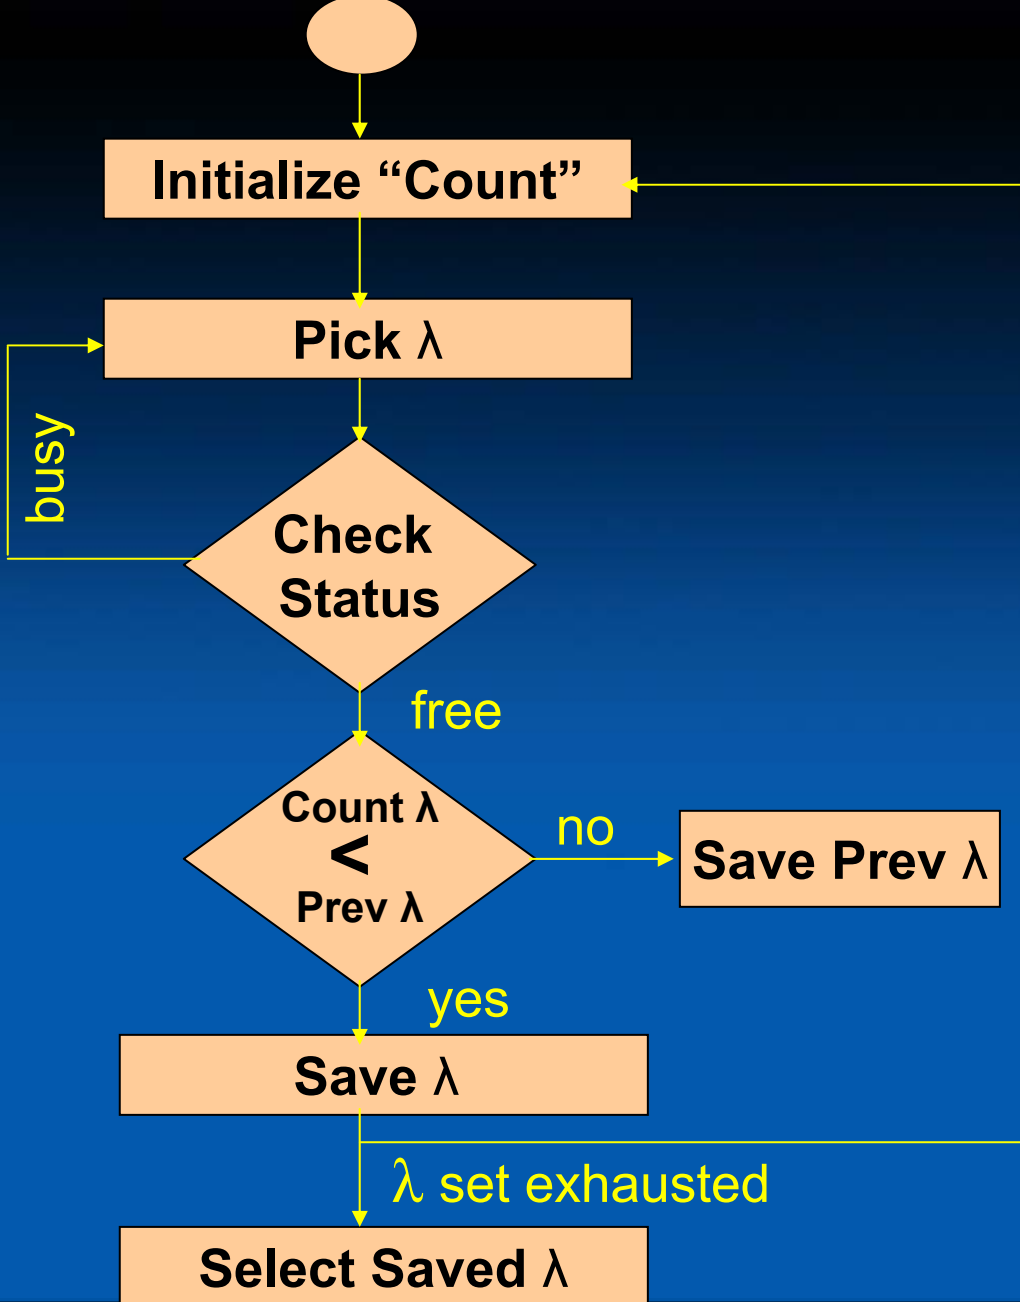 Initialize “Count”
Pick λ
busy
Check
Status
free
Count λ
<
Prev λ
no
Save Prev λ
yes
Save λ
λ set exhausted
Select Saved λ